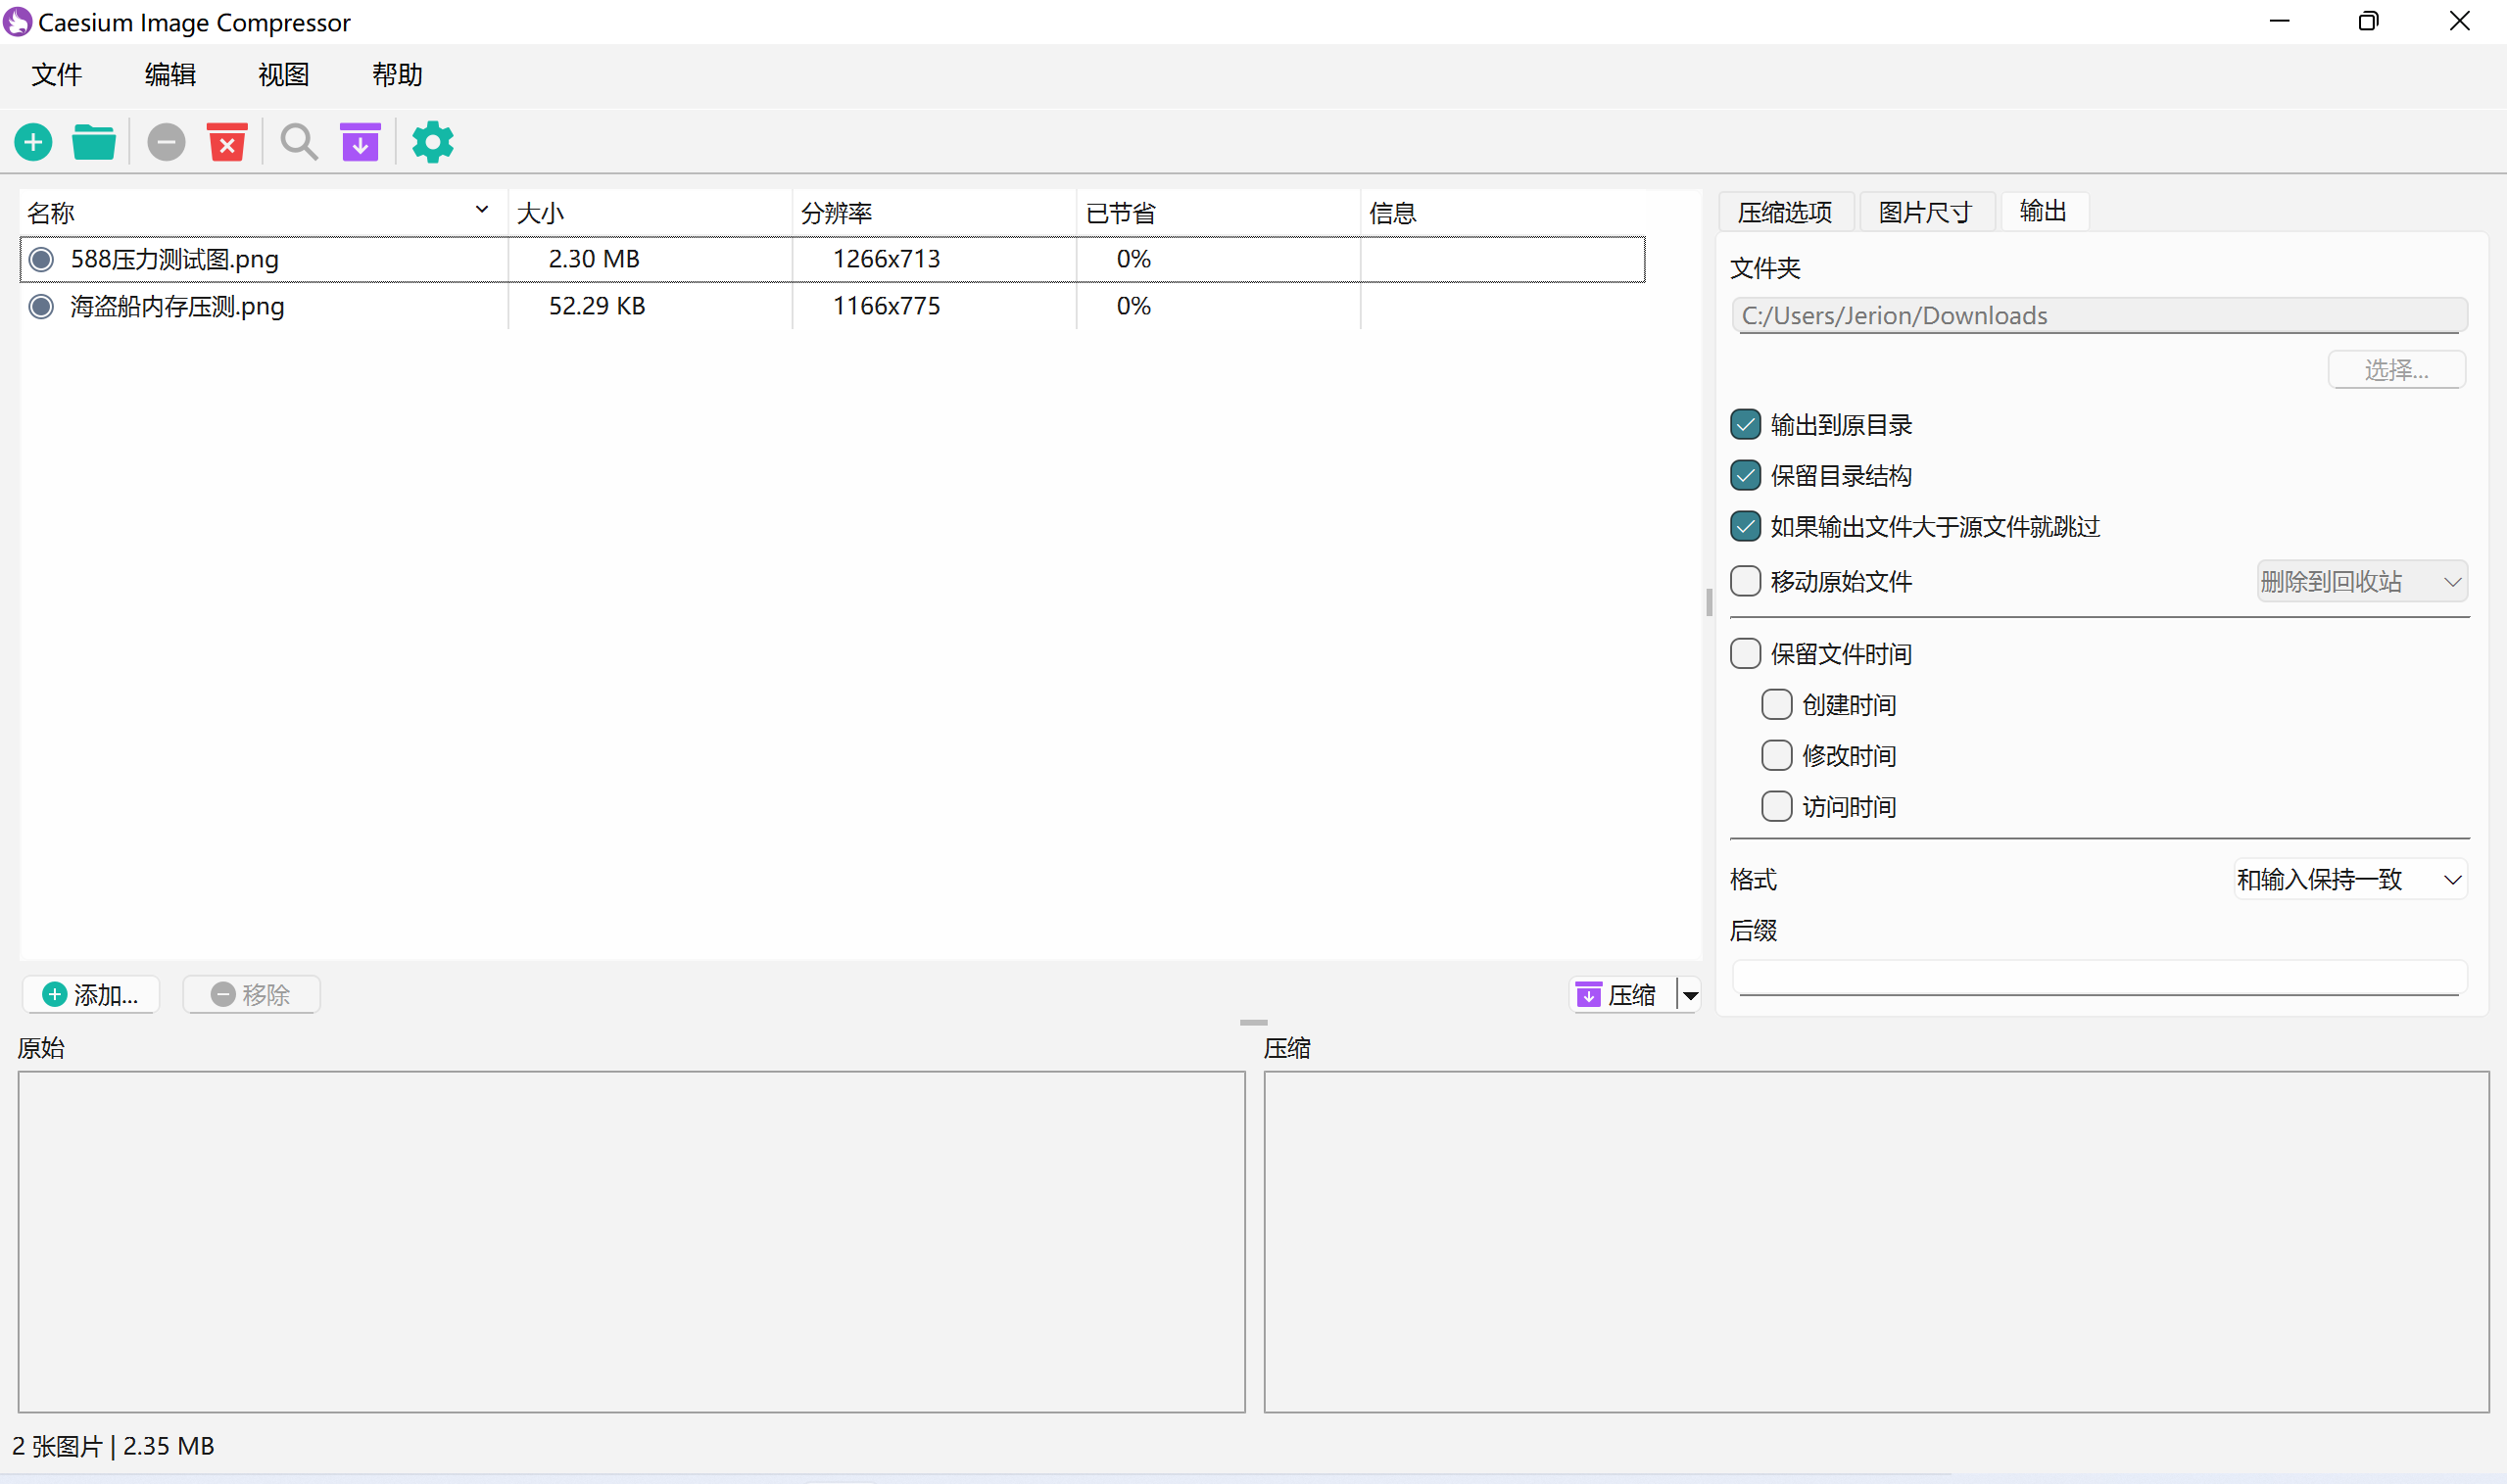 Caesium Image Compressor
文件 编辑 视图 帮助
名称 大小 分辨率 已节省 信息
588压力测试图.png 2.30 MB 1266x713 0%
海盗船内存压测.png 52.29 KB 1166x775 0%
添加... 移除 压缩
压缩选项 图片尺寸 输出
文件夹
C:/Users/Jerion/Downloads
选择...
输出到原目录
保留目录结构
如果输出文件大于源文件就跳过
移动原始文件 删除到回收站
保留文件时间
创建时间
修改时间
访问时间
格式 和输入保持一致
后缀
原始 压缩
2 张图片 | 2.35 MB